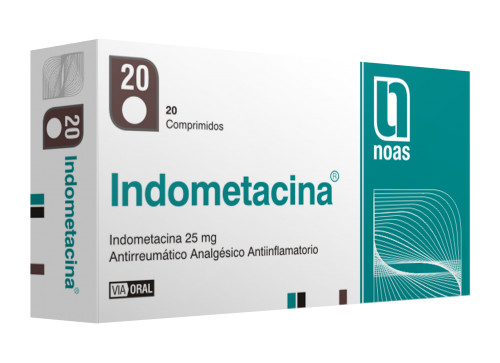 20
20
Comprimidos
Indometacina®
Indometacina 25 mg
Antirreumático Analgésico Antiinflamatorio
VIA ORAL
noas
20
Indometacina®